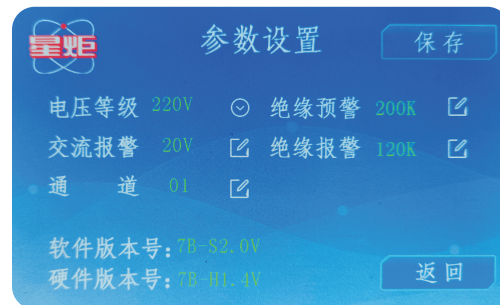 星炬 参数设置 保存
电压等级 220V 绝缘预警 200K
交流报警 20V 绝缘报警 120K
通 道 01
软件版本号:7B-S2.0V
硬件版本号:7B-H1.4V
返回